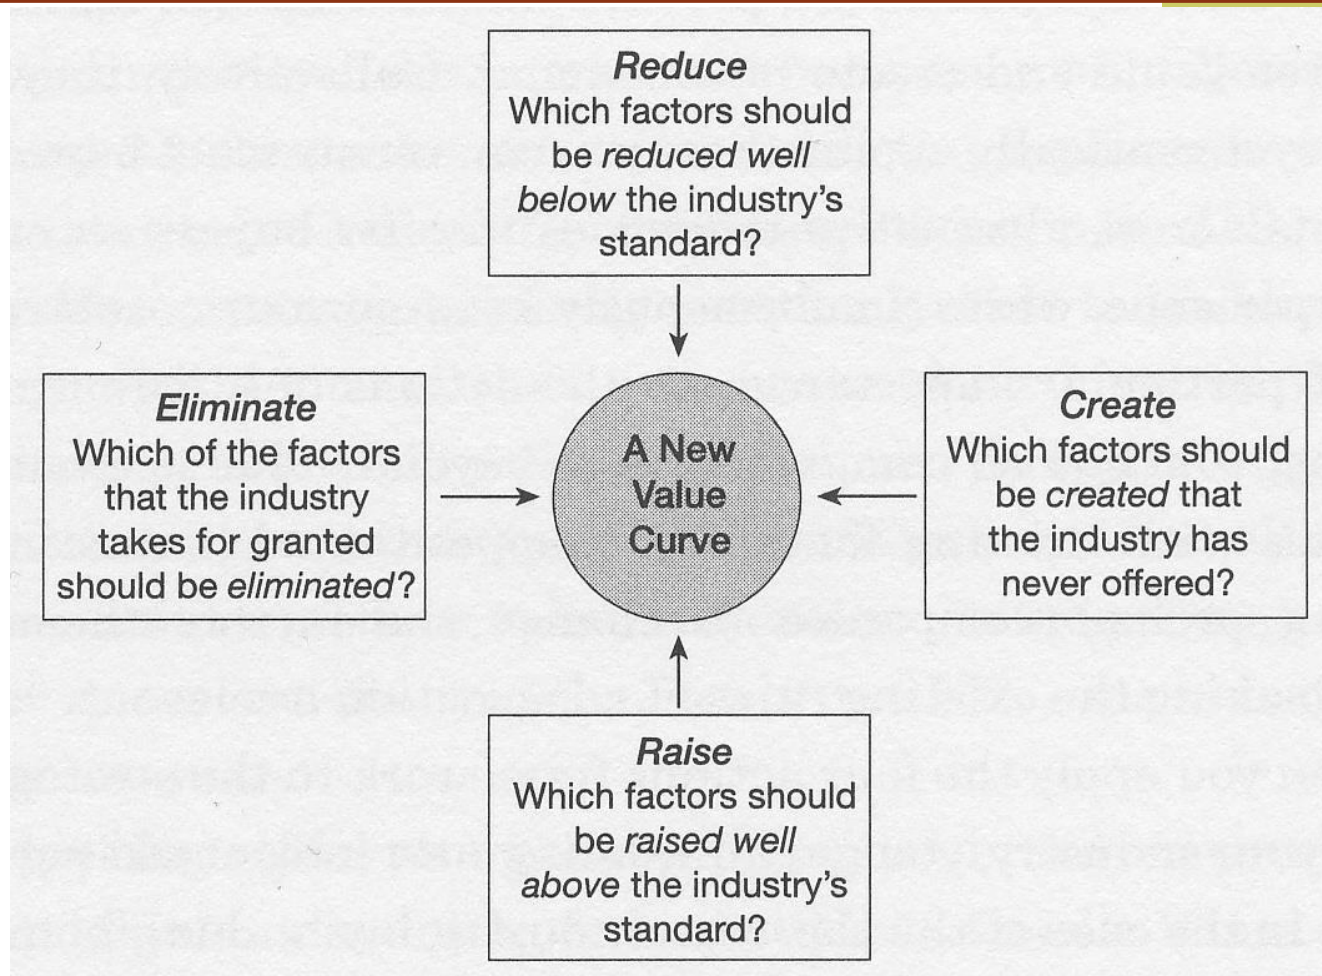 Reduce
Which factors should
be reduced well
below the industry's
standard?
Eliminate
Which of the factors
that the industry
takes for granted
should be eliminated?
A New
Value
Curve
Create
Which factors should
be created that
the industry has
never offered?
Raise
Which factors should
be raised well
above the industry's
standard?